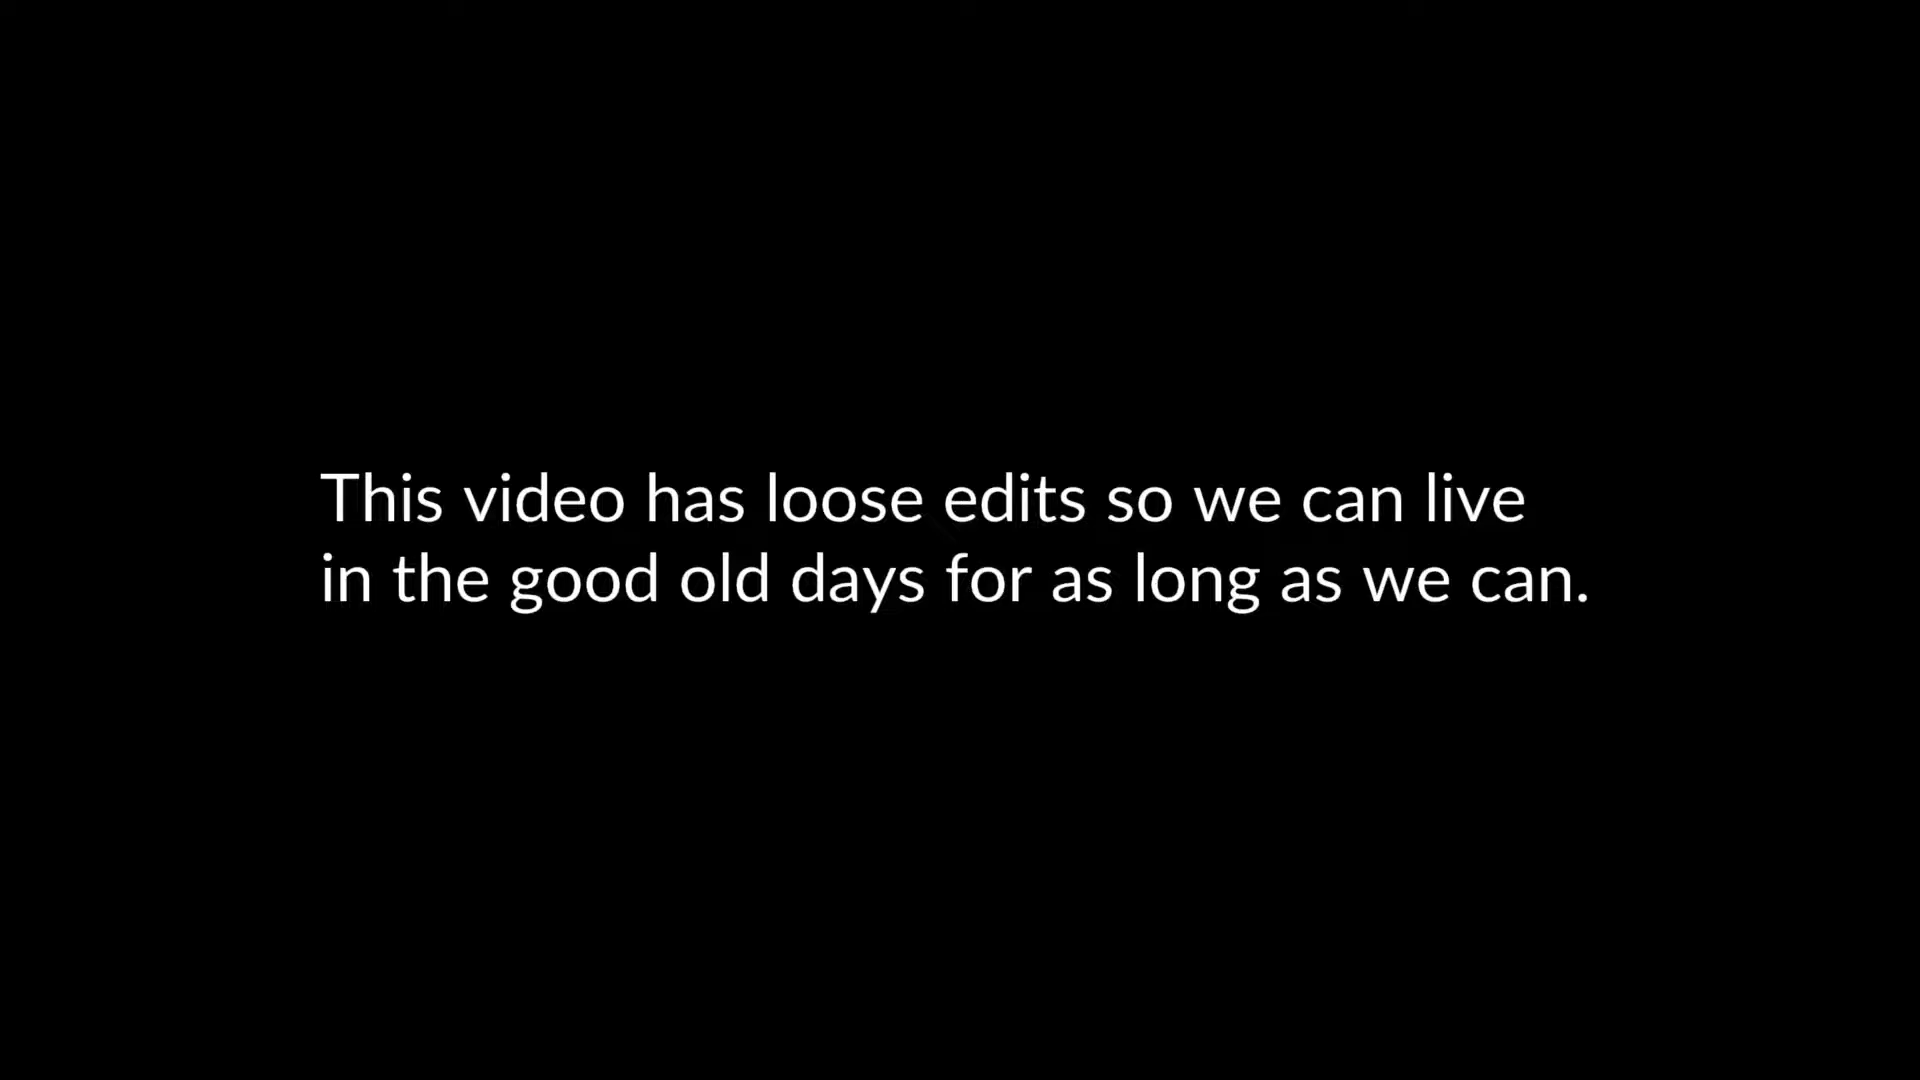 This video has loose edits so we can live
in the good old days for as long as we can.